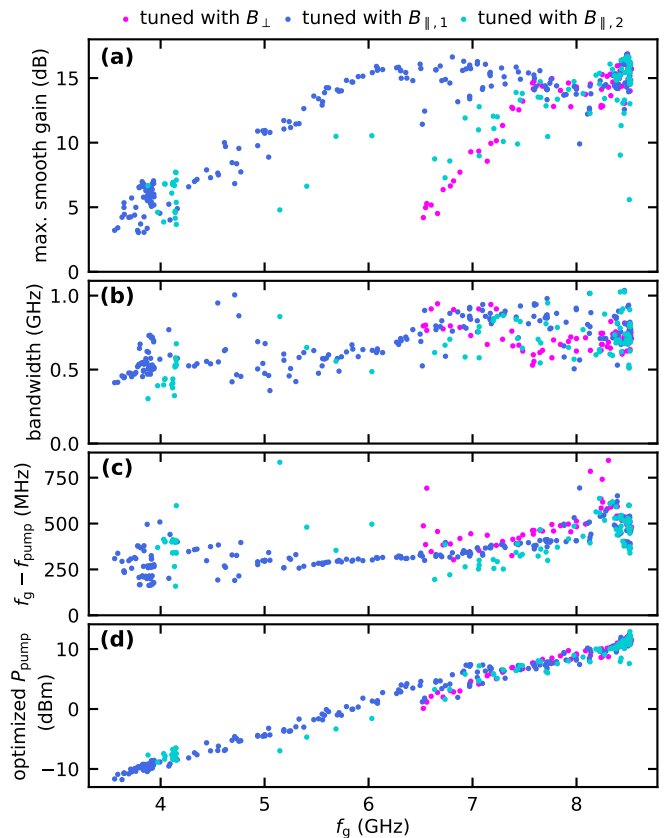 tuned with B⊥ tuned with B∥,1 tuned with B∥,2
(a)
max. smooth gain (dB)
15
10
5
0
(b)
bandwidth (GHz)
1.0
0.5
0.0
(c)
fg − fpump (MHz)
750
500
250
0
(d)
optimized Ppump
(dBm)
10
0
−10
4 5 6 7 8
fg (GHz)